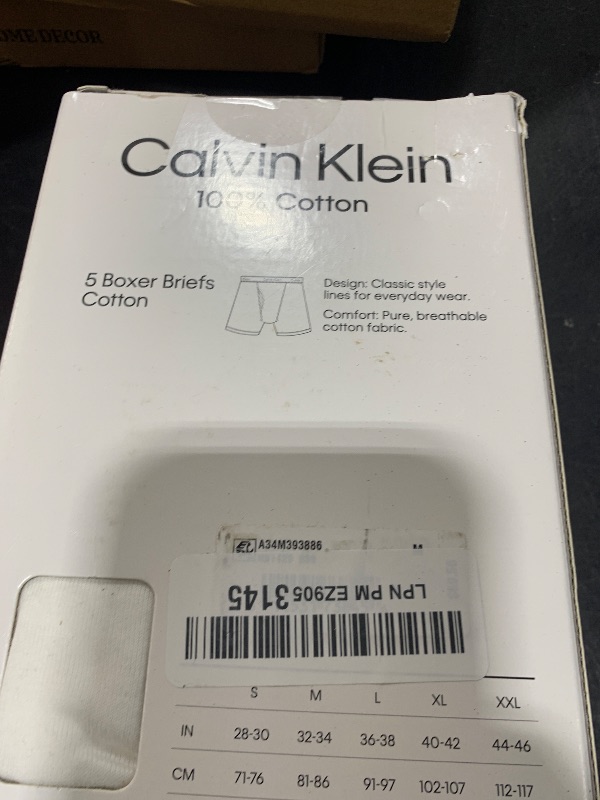 OME DECOR
Calvin Klein
100% Cotton
5 Boxer Briefs
Cotton
Design: Classic style
lines for everyday wear.
Comfort: Pure, breathable
cotton fabric.
A34M393886
LPN PM EZ905 3145
S M L XL XXL
IN 28-30 32-34 36-38 40-42 44-46
CM 71-76 81-86 91-97 102-107 112-117